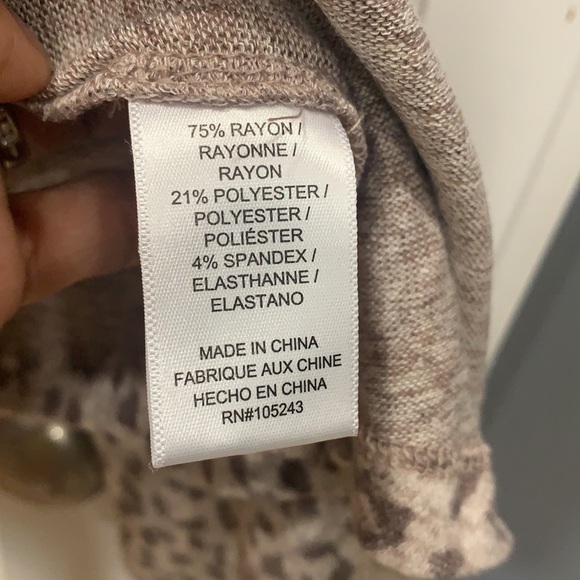 75% RAYON /
RAYONNE /
RAYON
21% POLYESTER /
POLYESTER /
POLIÉSTER
4% SPANDEX /
ELASTHANNE /
ELASTANO
MADE IN CHINA
FABRIQUE AUX CHINE
HECHO EN CHINA
RN#105243